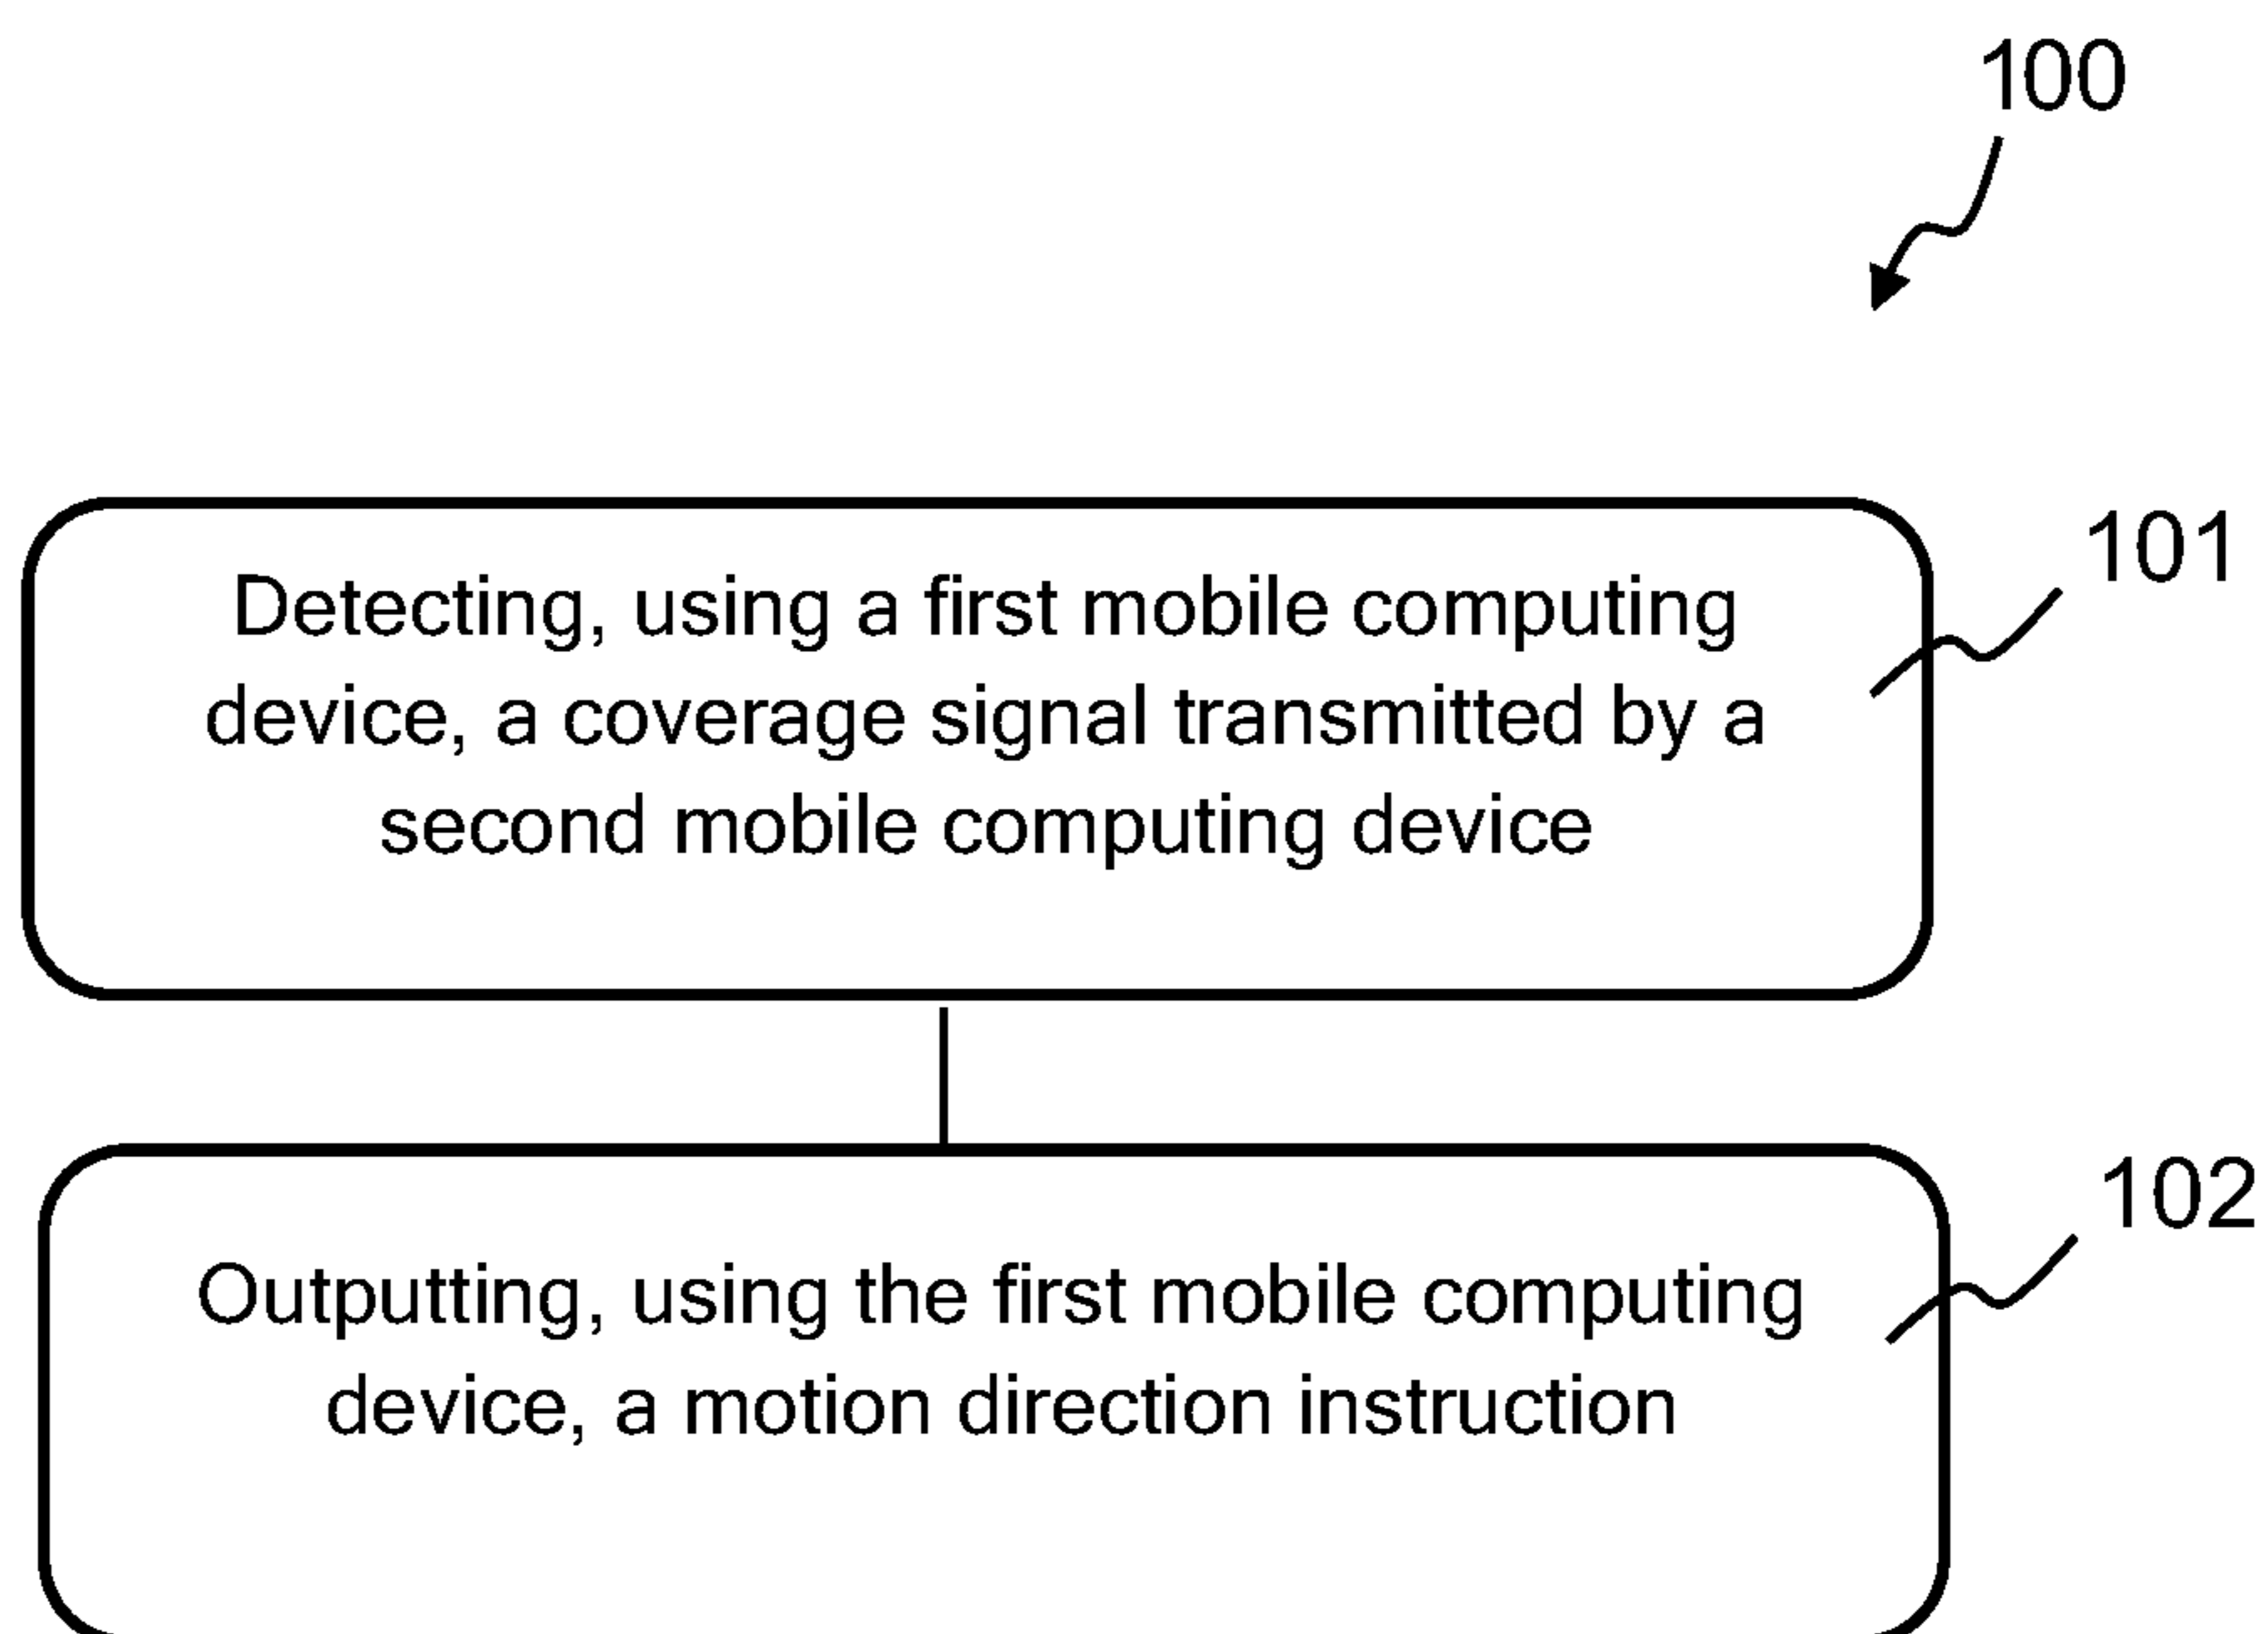 100
101
Detecting, using a first mobile computing
device, a coverage signal transmitted by a
second mobile computing device
102
Outputting, using the first mobile computing
device, a motion direction instruction